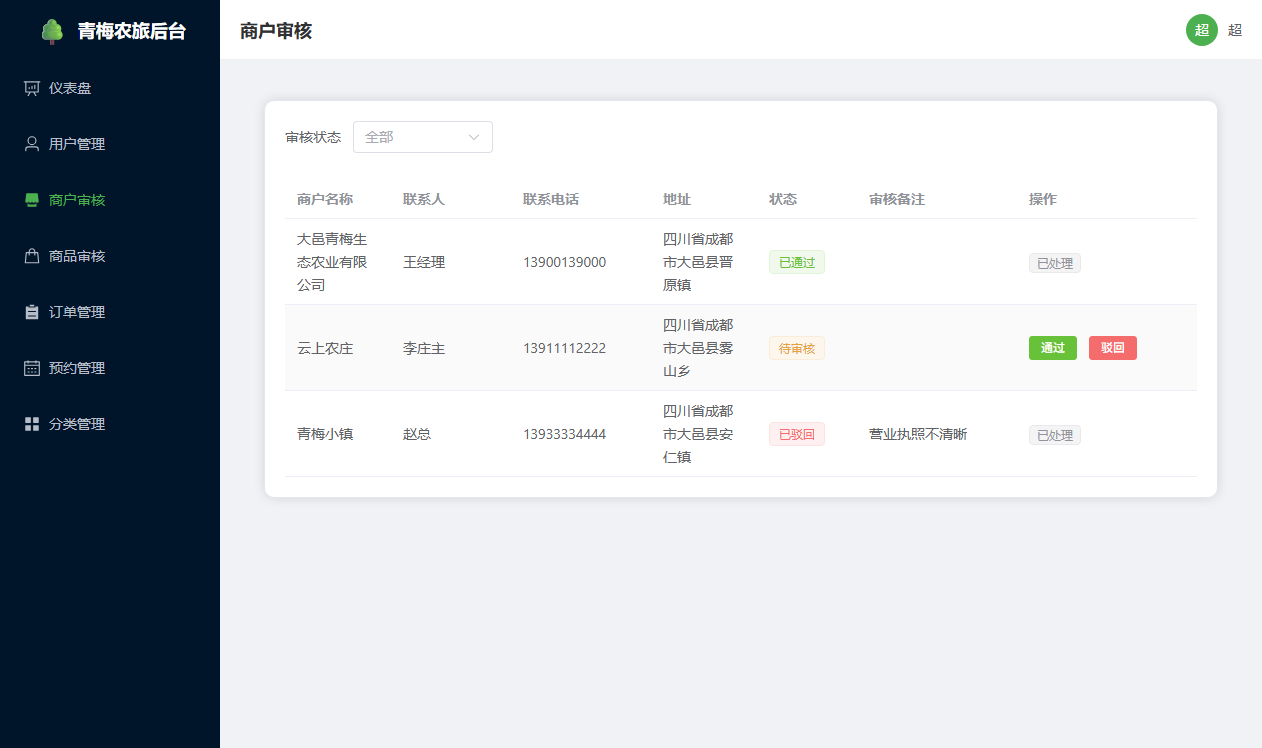 青梅农旅后台
商户审核
超 超
仪表盘
用户管理
商户审核
商品审核
订单管理
预约管理
分类管理
审核状态 全部
商户名称 联系人 联系电话 地址 状态 审核备注 操作
大邑青梅生
态农业有限
公司
王经理 13900139000
四川省成都
市大邑县晋
原镇
已通过 已处理
云上农庄 李庄主 13911112222
四川省成都
市大邑县雾
山乡
待审核 通过 驳回
青梅小镇 赵总 13933334444
四川省成都
市大邑县安
仁镇
已驳回 营业执照不清晰 已处理